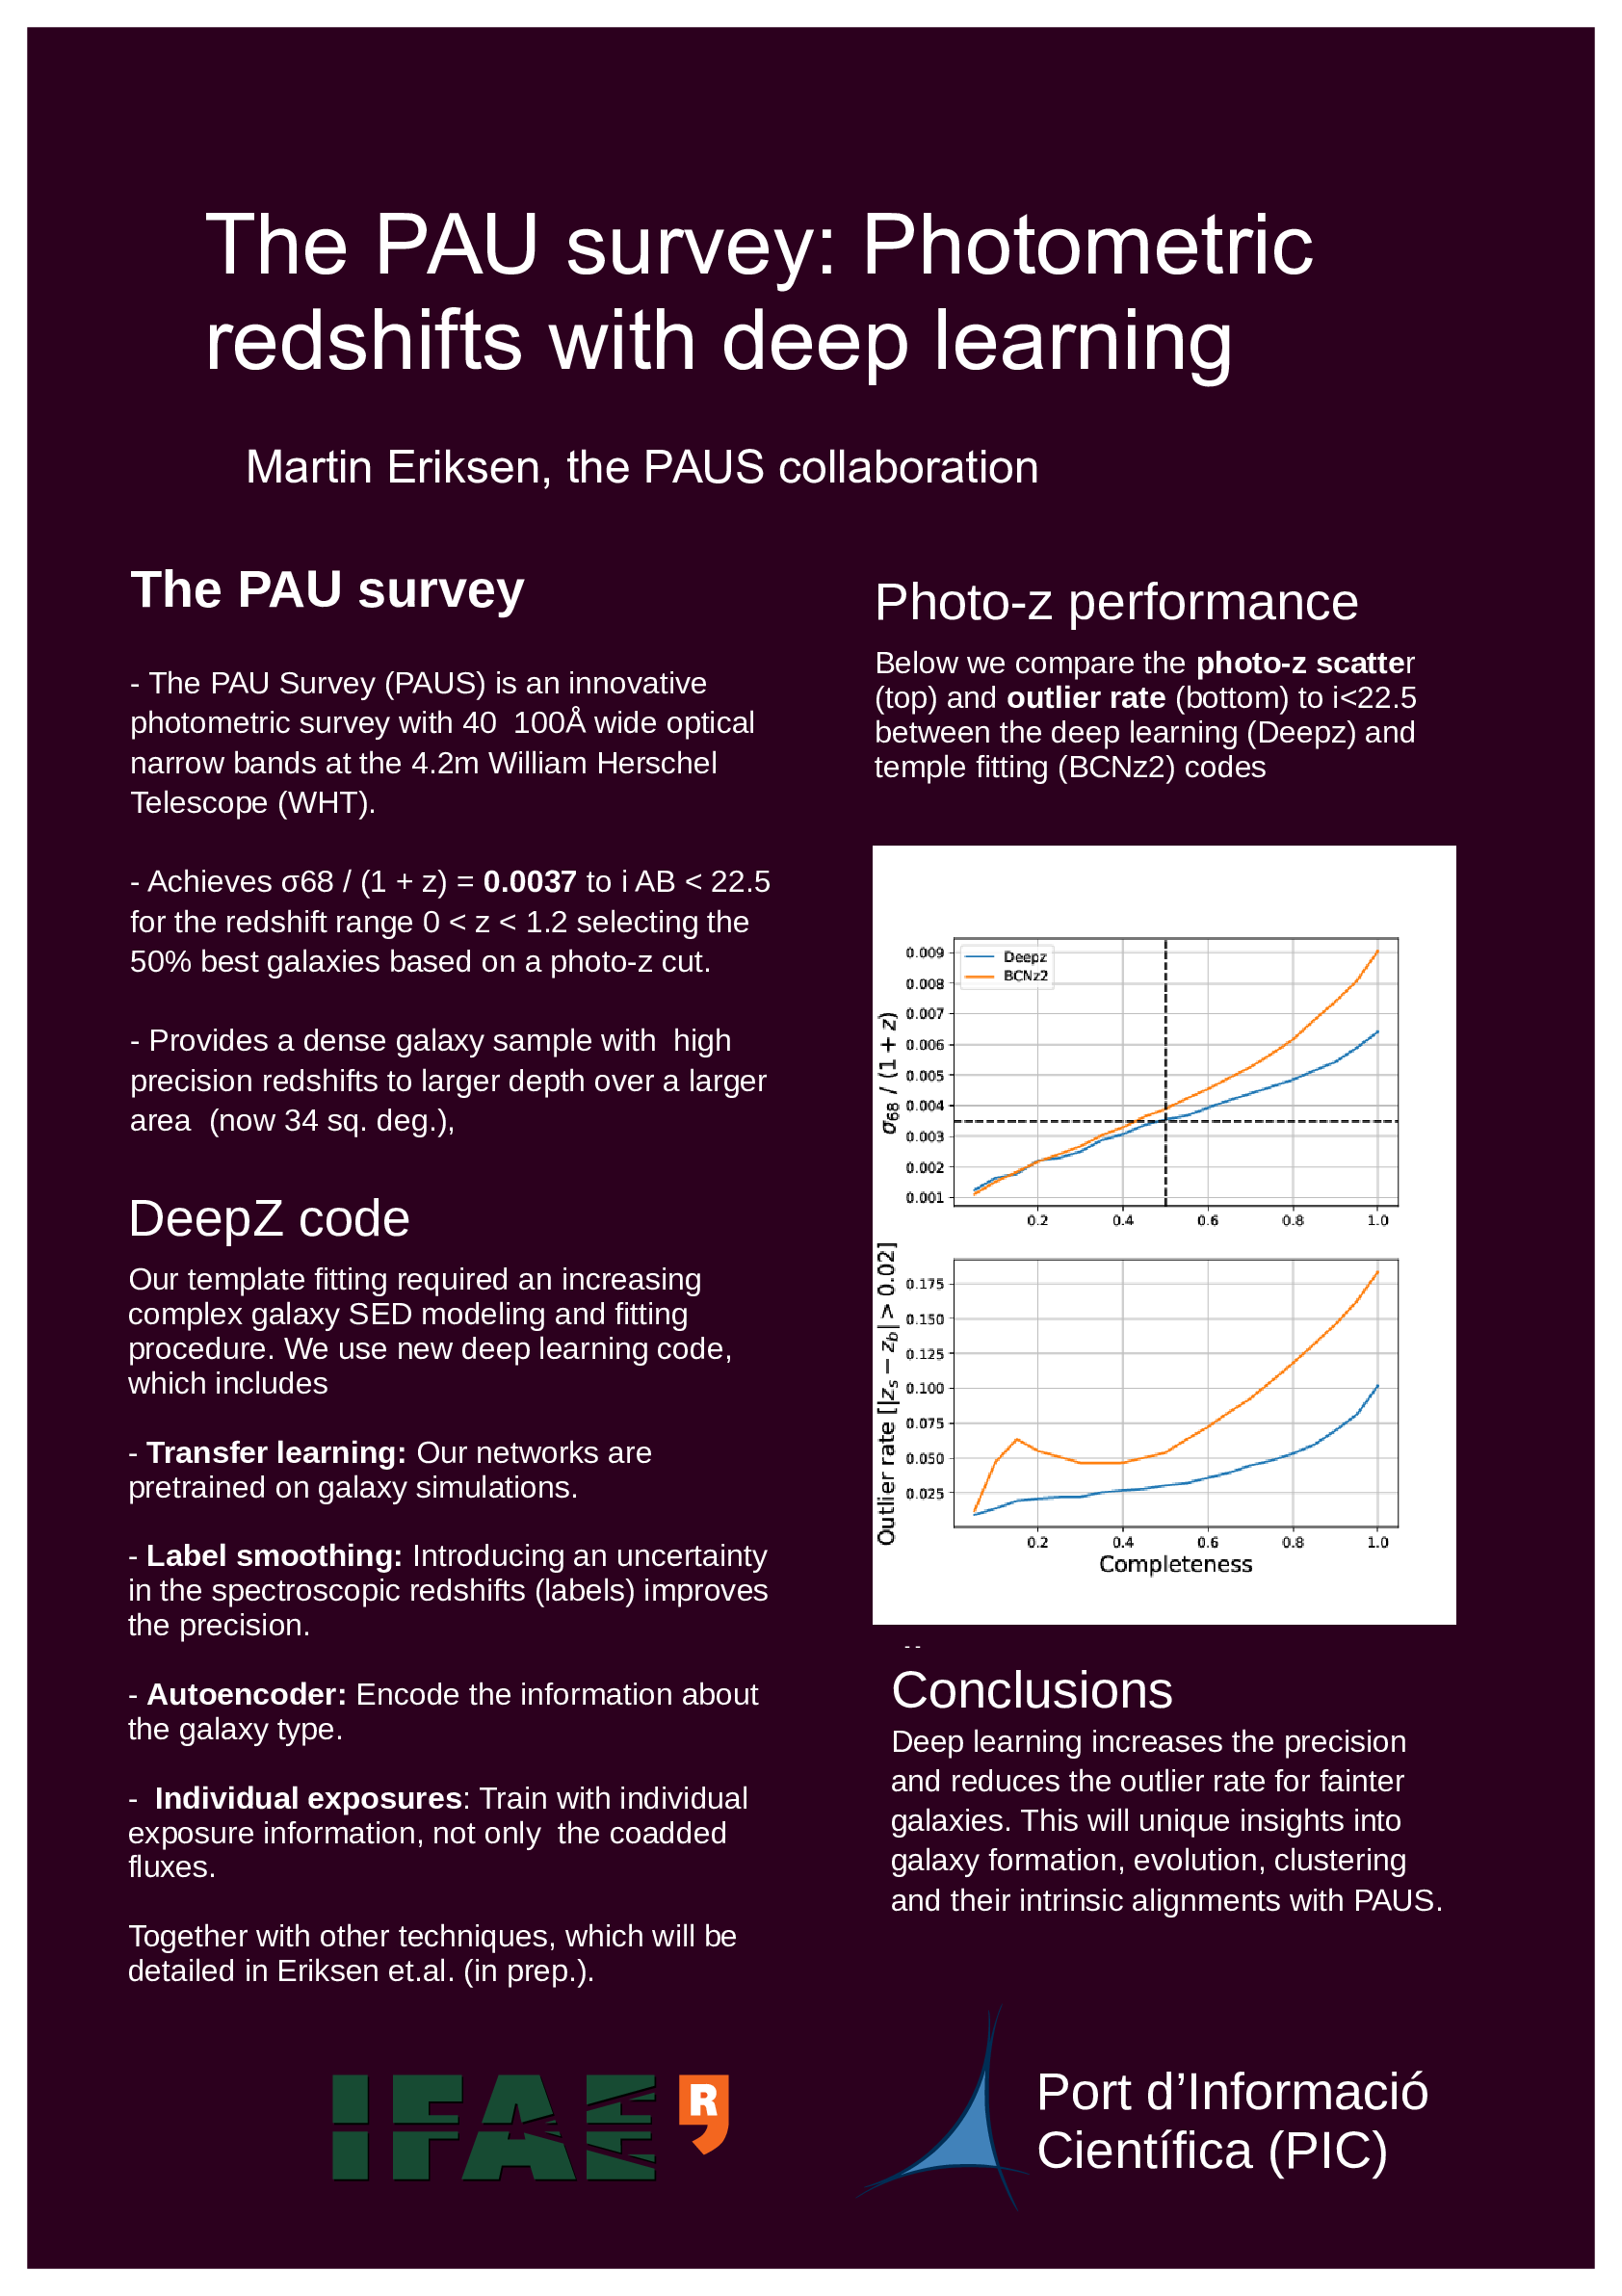 The PAU survey: Photometric
redshifts with deep learning
Martin Eriksen, the PAUS collaboration
The PAU survey
- The PAU Survey (PAUS) is an innovative
photometric survey with 40  100Å wide optical
narrow bands at the 4.2m William Herschel
Telescope (WHT).
- Achieves σ68 / (1 + z) = 0.0037 to i AB < 22.5
for the redshift range 0 < z < 1.2 selecting the
50% best galaxies based on a photo-z cut.
- Provides a dense galaxy sample with  high
precision redshifts to larger depth over a larger
area  (now 34 sq. deg.),
DeepZ code
Our template fitting required an increasing
complex galaxy SED modeling and fitting
procedure. We use new deep learning code,
which includes
- Transfer learning: Our networks are
pretrained on galaxy simulations.
- Label smoothing: Introducing an uncertainty
in the spectroscopic redshifts (labels) improves
the precision.
- Autoencoder: Encode the information about
the galaxy type.
-  Individual exposures: Train with individual
exposure information, not only  the coadded
fluxes.
Together with other techniques, which will be
detailed in Eriksen et.al. (in prep.).
Photo-z performance
Below we compare the photo-z scatter
(top) and outlier rate (bottom) to i<22.5
between the deep learning (Deepz) and
temple fitting (BCNz2) codes
Deepz
BCNz2
σ68 / (1 + z)
0.009
0.008
0.007
0.006
0.005
0.004
0.003
0.002
0.001
0.2 0.4 0.6 0.8 1.0
Outlier rate [|zs − zb| > 0.02]
0.175
0.150
0.125
0.100
0.075
0.050
0.025
0.2 0.4 0.6 0.8 1.0
Completeness
--
Conclusions
Deep learning increases the precision
and reduces the outlier rate for fainter
galaxies. This will unique insights into
galaxy formation, evolution, clustering
and their intrinsic alignments with PAUS.
IFAE R
Port d’Informació
Científica (PIC)